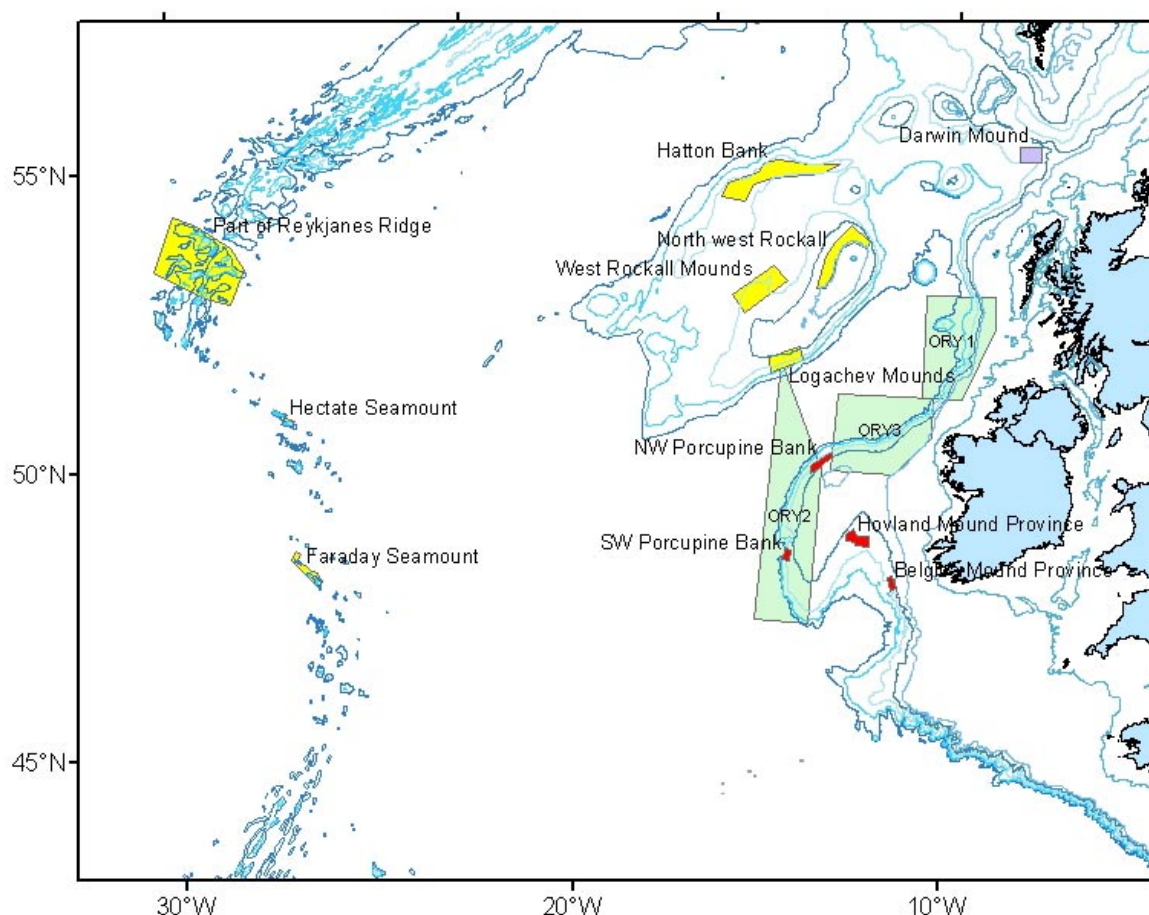 Darwin Mound
Hatton Bank
55°N
Part of Reykjanes Ridge
North west Rockall
West Rockall Mounds
ORY1
Logachev Mounds
Hectate Seamount
ORY3
NW Porcupine Bank
50°N
ORY2
Hovland Mound Province
SW Porcupine Bank
Faraday Seamount
Belgica Mound Province
45°N
30°W
20°W
10°W